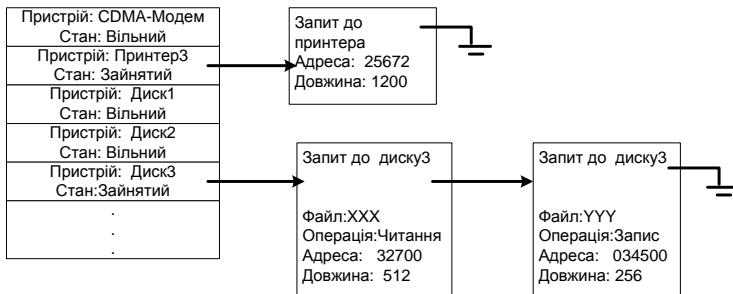 Пристрій: CDMA-Модем
Стан: Вільний
Пристрій: Принтер3
Стан: Зайнятий
Пристрій: Диск1
Стан: Вільний
Пристрій: Диск2
Стан: Вільний
Пристрій: Диск3
Стан:Зайнятий
.
.
.
Запит до
принтера
Адреса: 25672
Довжина: 1200
Запит до диску3
Файл:XXX
Операція:Читання
Адреса: 32700
Довжина: 512
Запит до диску3
Файл:YYY
Операція:Запис
Адреса: 034500
Довжина: 256